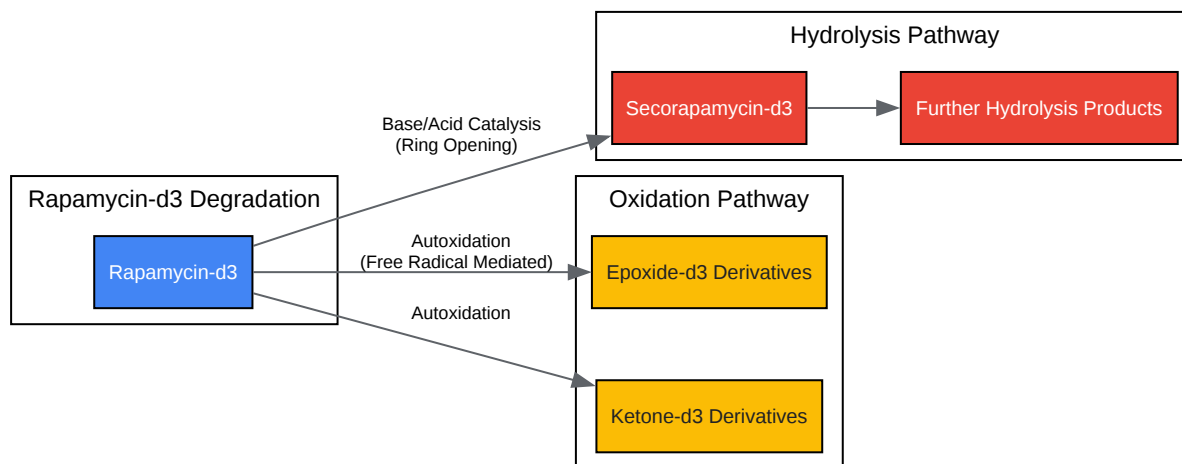 Hydrolysis Pathway
Secorapamycin-d3
Further Hydrolysis Products
Base/Acid Catalysis
(Ring Opening)
Rapamycin-d3 Degradation
Rapamycin-d3
Oxidation Pathway
Autoxidation
(Free Radical Mediated)
Epoxide-d3 Derivatives
Autoxidation
Ketone-d3 Derivatives